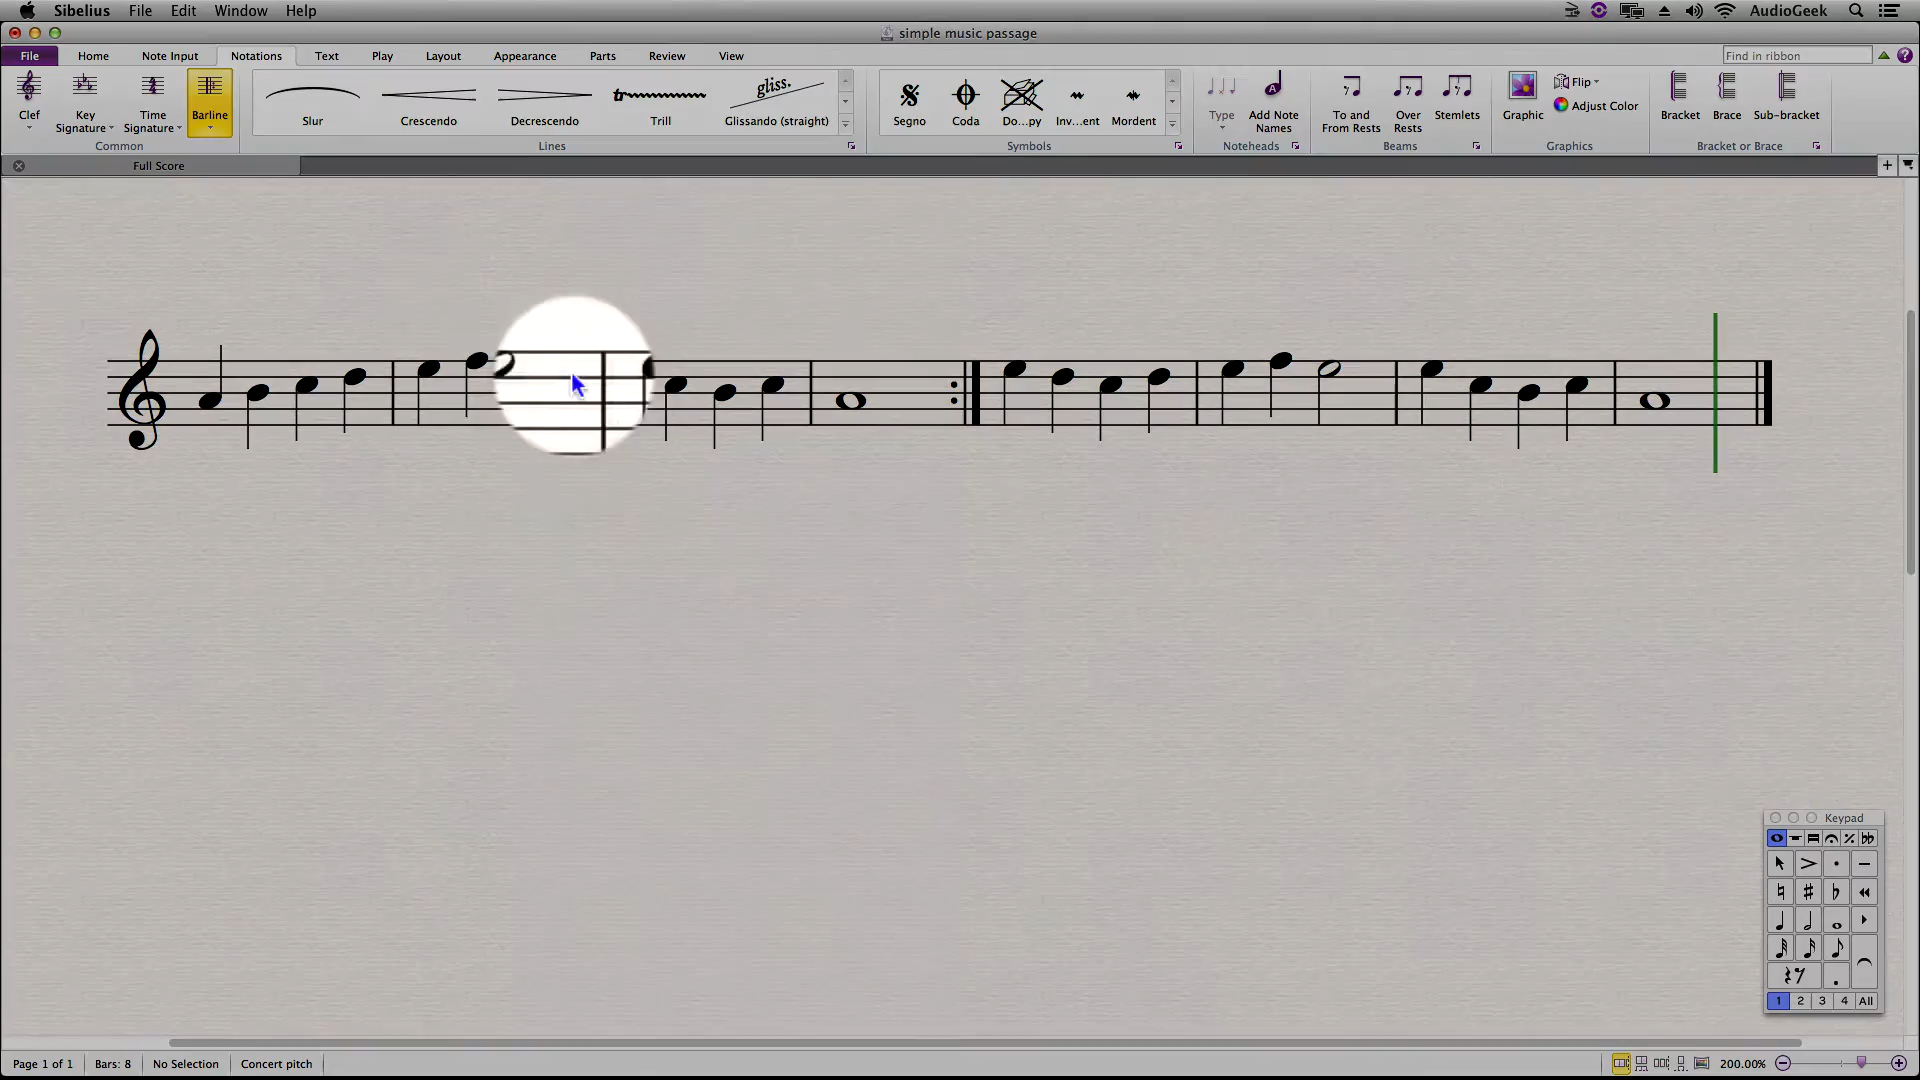 Sibelius File Edit Window Help AudioGeek
simple music passage
File Home Note Input Notations Text Play Layout Appearance Parts Review View Find in ribbon
Clef Key Signature Time Signature Barline
Common
Slur Crescendo Decrescendo tr Trill gliss. Glissando (straight)
Lines
Segno Coda Do...py Inv...ent Mordent
Symbols
Type Add Note Names
Noteheads
To and From Rests Over Rests Stemlets
Beams
Graphic Flip Adjust Color
Graphics
Bracket Brace Sub-bracket
Bracket or Brace
Full Score
Keypad
1 2 3 4 All
Page 1 of 1 Bars: 8 No Selection Concert pitch 200.00%